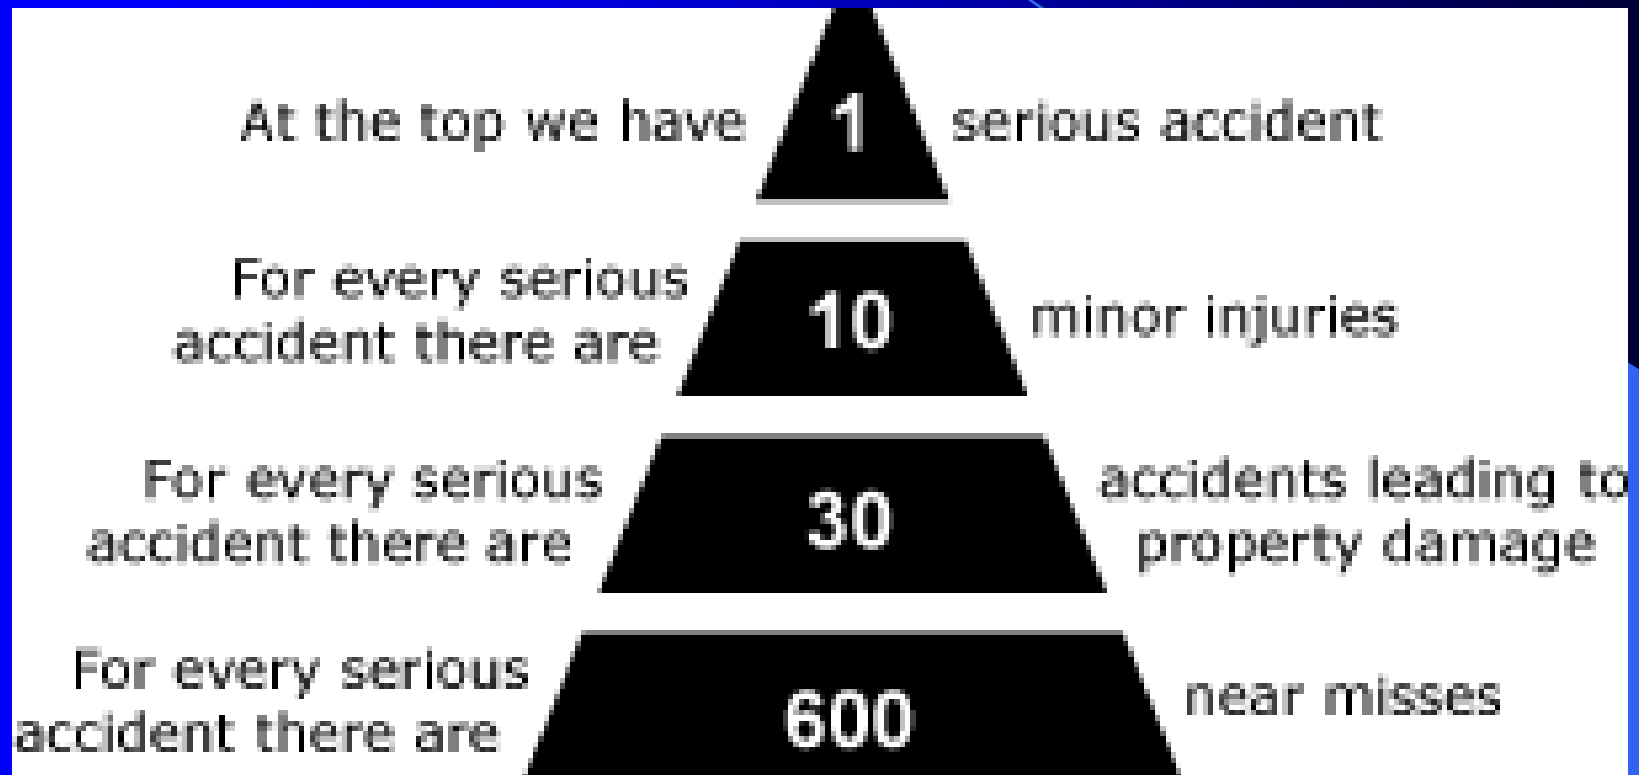 At the top we have 1 serious accident
For every serious
accident there are
10
minor injuries
For every serious
accident there are
30
accidents leading to
property damage
For every serious
accident there are
600
near misses